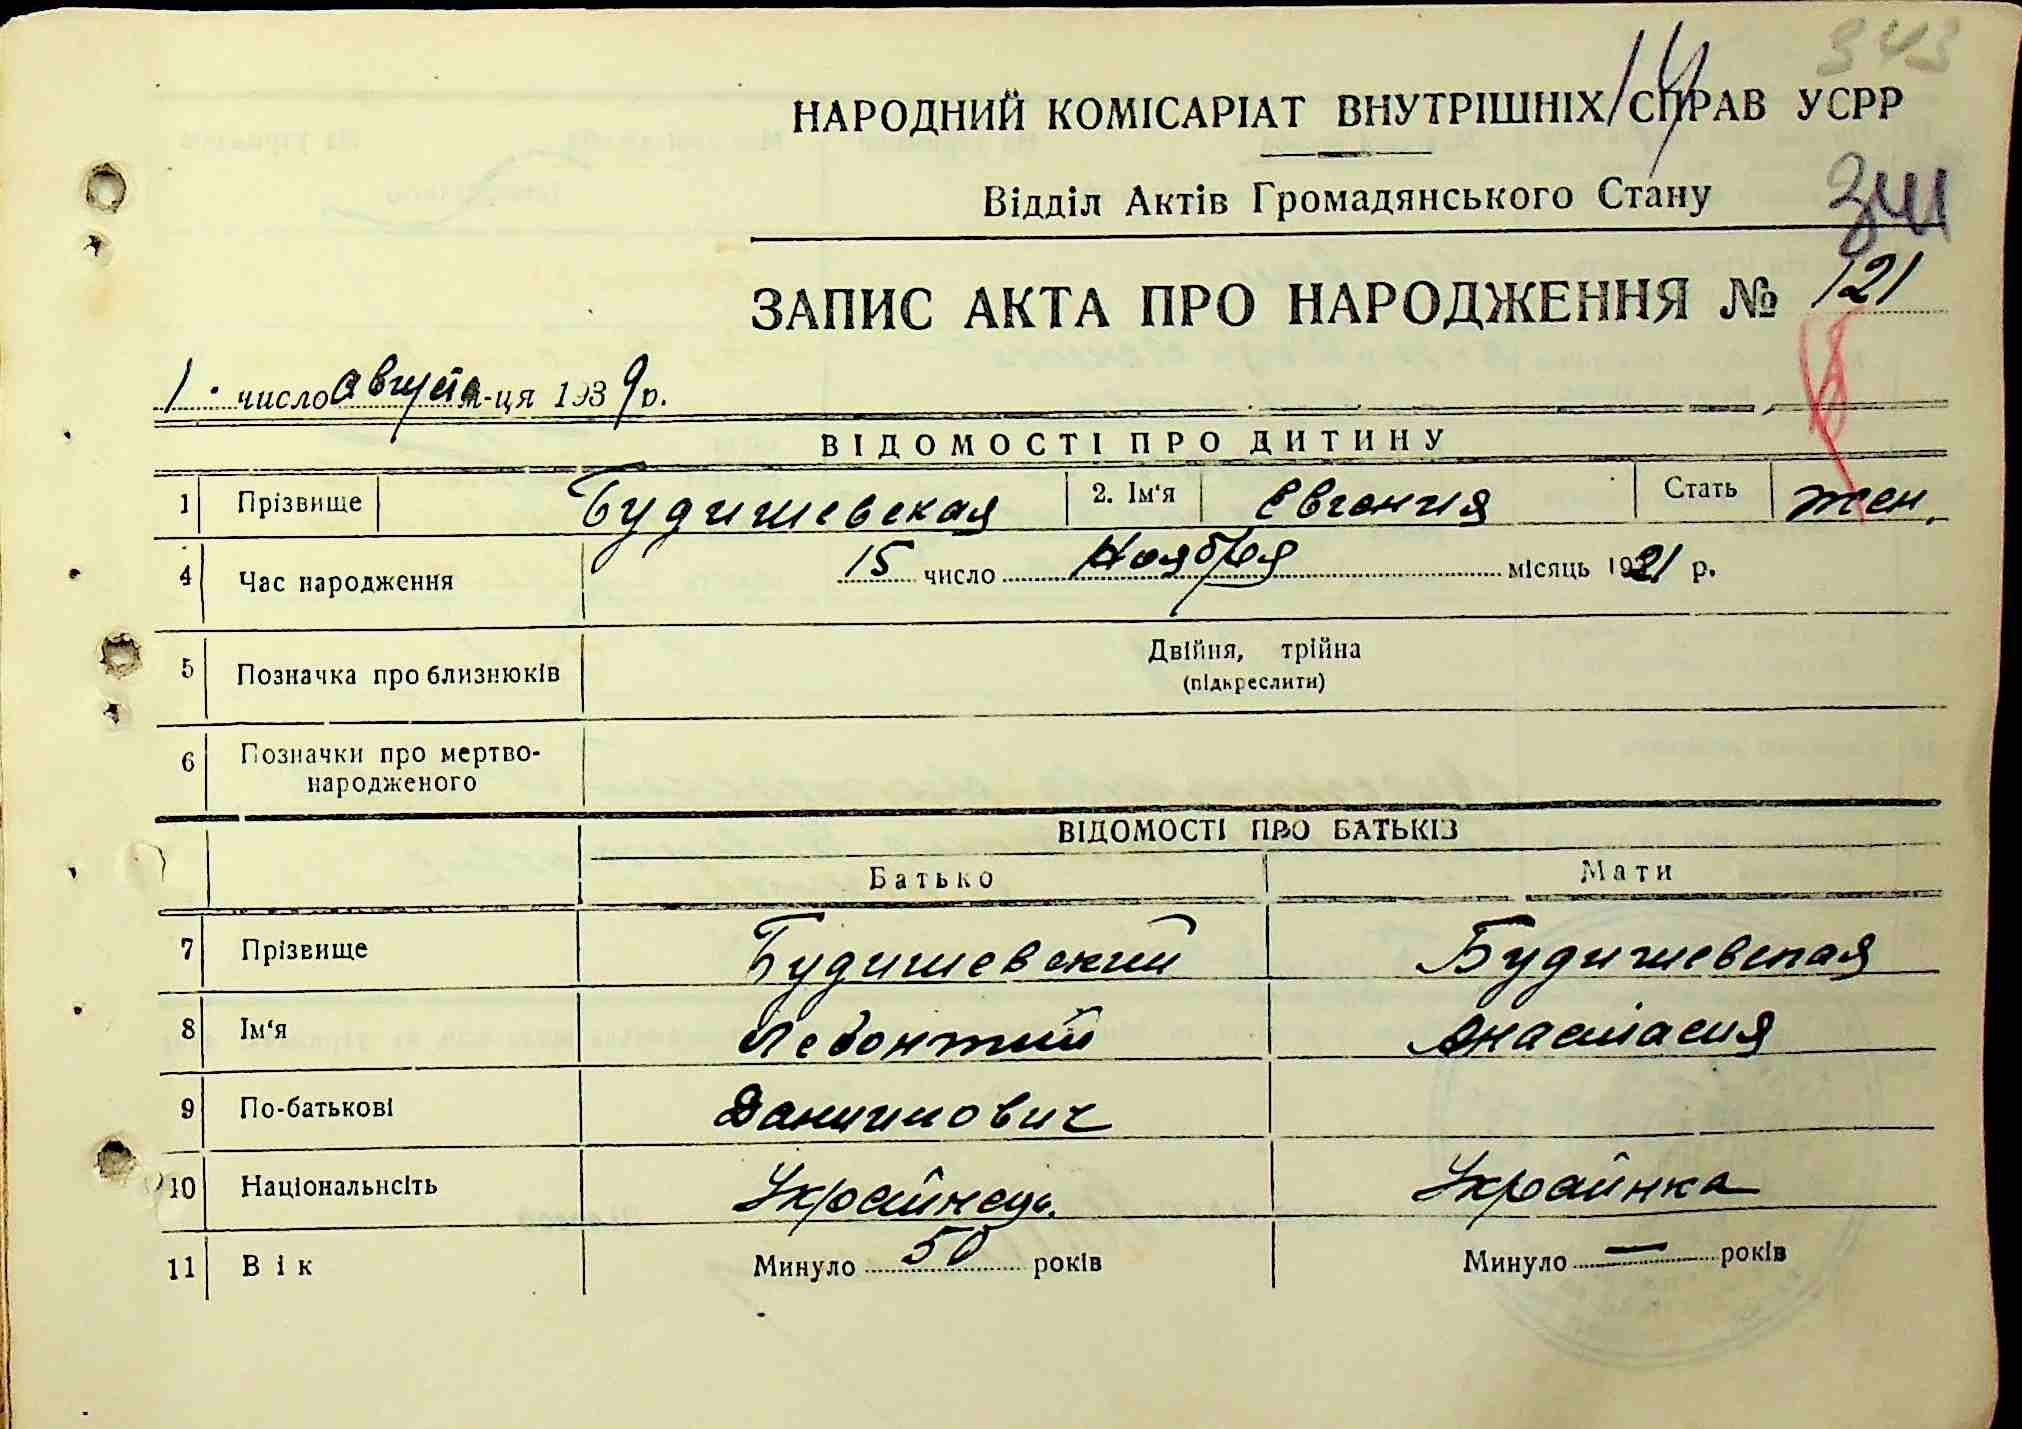 343
14
НАРОДНИЙ КОМІСАРІАТ ВНУТРІШНІХ СПРАВ УСРР
Відділ Актів Громадянського Стану
341
ЗАПИС АКТА ПРО НАРОДЖЕННЯ № 121
1 число августа м-ця 1939 р.
ВІДОМОСТІ ПРО ДИТИНУ
1 Прізвище Будишевская 2. Ім'я Евгения Стать жен.
4 Час народження 15 число Ноября місяць 1921 р.
5 Позначка про близнюків Двійня, трійна
(підкреслити)
6 Позначки про мертво-
народженого
ВІДОМОСТІ ПРО БАТЬКІВ
Батько Мати
7 Прізвище Будишевский Будишевская
8 Ім'я Левонтий Анастасия
9 По-батькові Данилович
10 Національність Украйнець. Украйнка
11 Вік Минуло 50 років Минуло — років